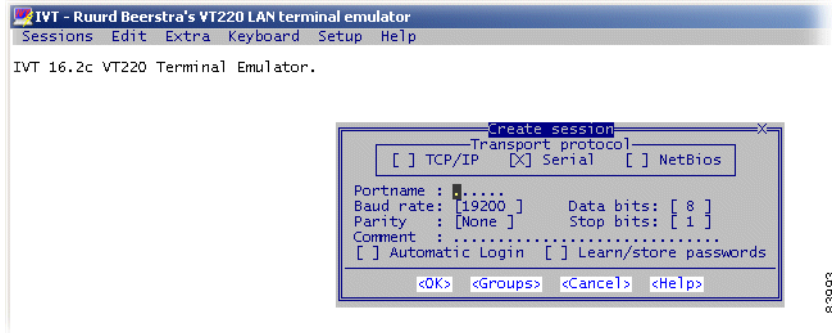 IVT - Ruurd Beerstra's VT220 LAN terminal emulator
Sessions Edit Extra Keyboard Setup Help
IVT 16.2c VT220 Terminal Emulator.
Create session X
Transport protocol
[ ] TCP/IP [X] Serial [ ] NetBios
Portname : ......
Baud rate: [19200 ] Data bits: [ 8 ]
Parity : [None ] Stop bits: [ 1 ]
Comment : ..............................
[ ] Automatic Login [ ] Learn/store passwords
<OK> <Groups> <Cancel> <Help>
83993